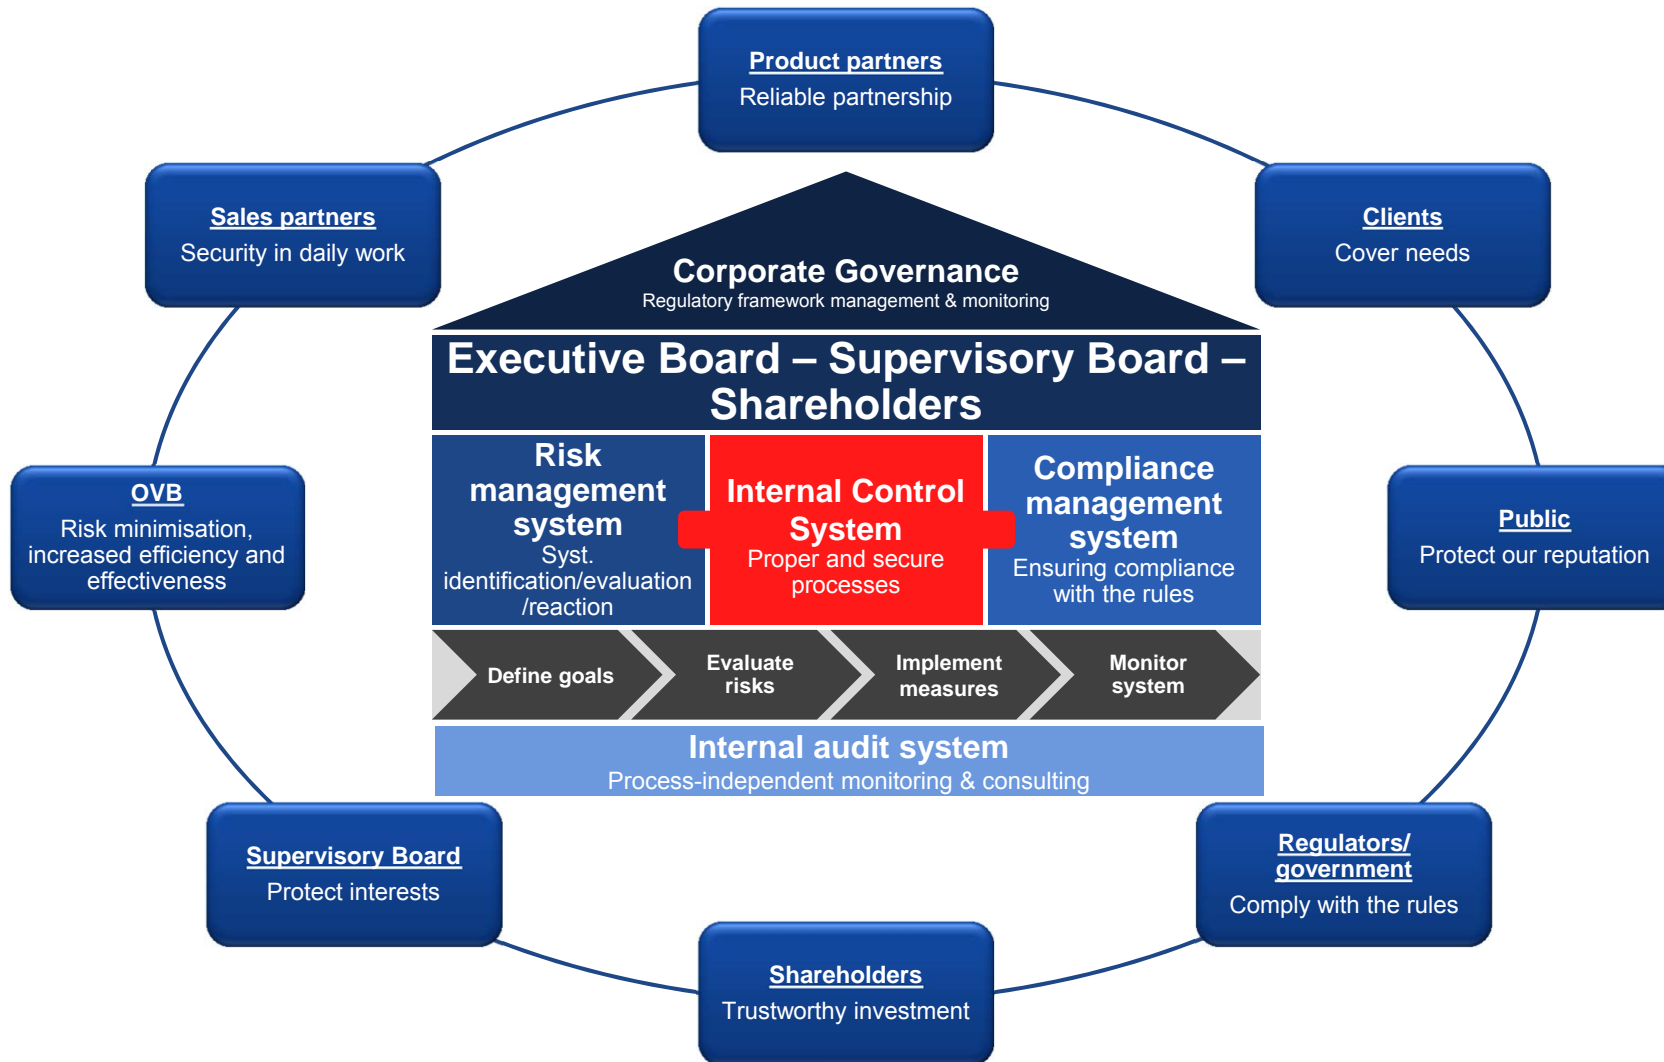 Product partners
Reliable partnership
Sales partners
Security in daily work
Clients
Cover needs
Corporate Governance
Regulatory framework management & monitoring
Executive Board – Supervisory Board –
Shareholders
Risk
management
system
Syst.
identification/evaluation
/reaction
Internal Control
System
Proper and secure
processes
Compliance
management
system
Ensuring compliance
with the rules
OVB
Risk minimisation,
increased efficiency and
effectiveness
Public
Protect our reputation
Define goals
Evaluate
risks
Implement
measures
Monitor
system
Internal audit system
Process-independent monitoring & consulting
Supervisory Board
Protect interests
Regulators/
government
Comply with the rules
Shareholders
Trustworthy investment